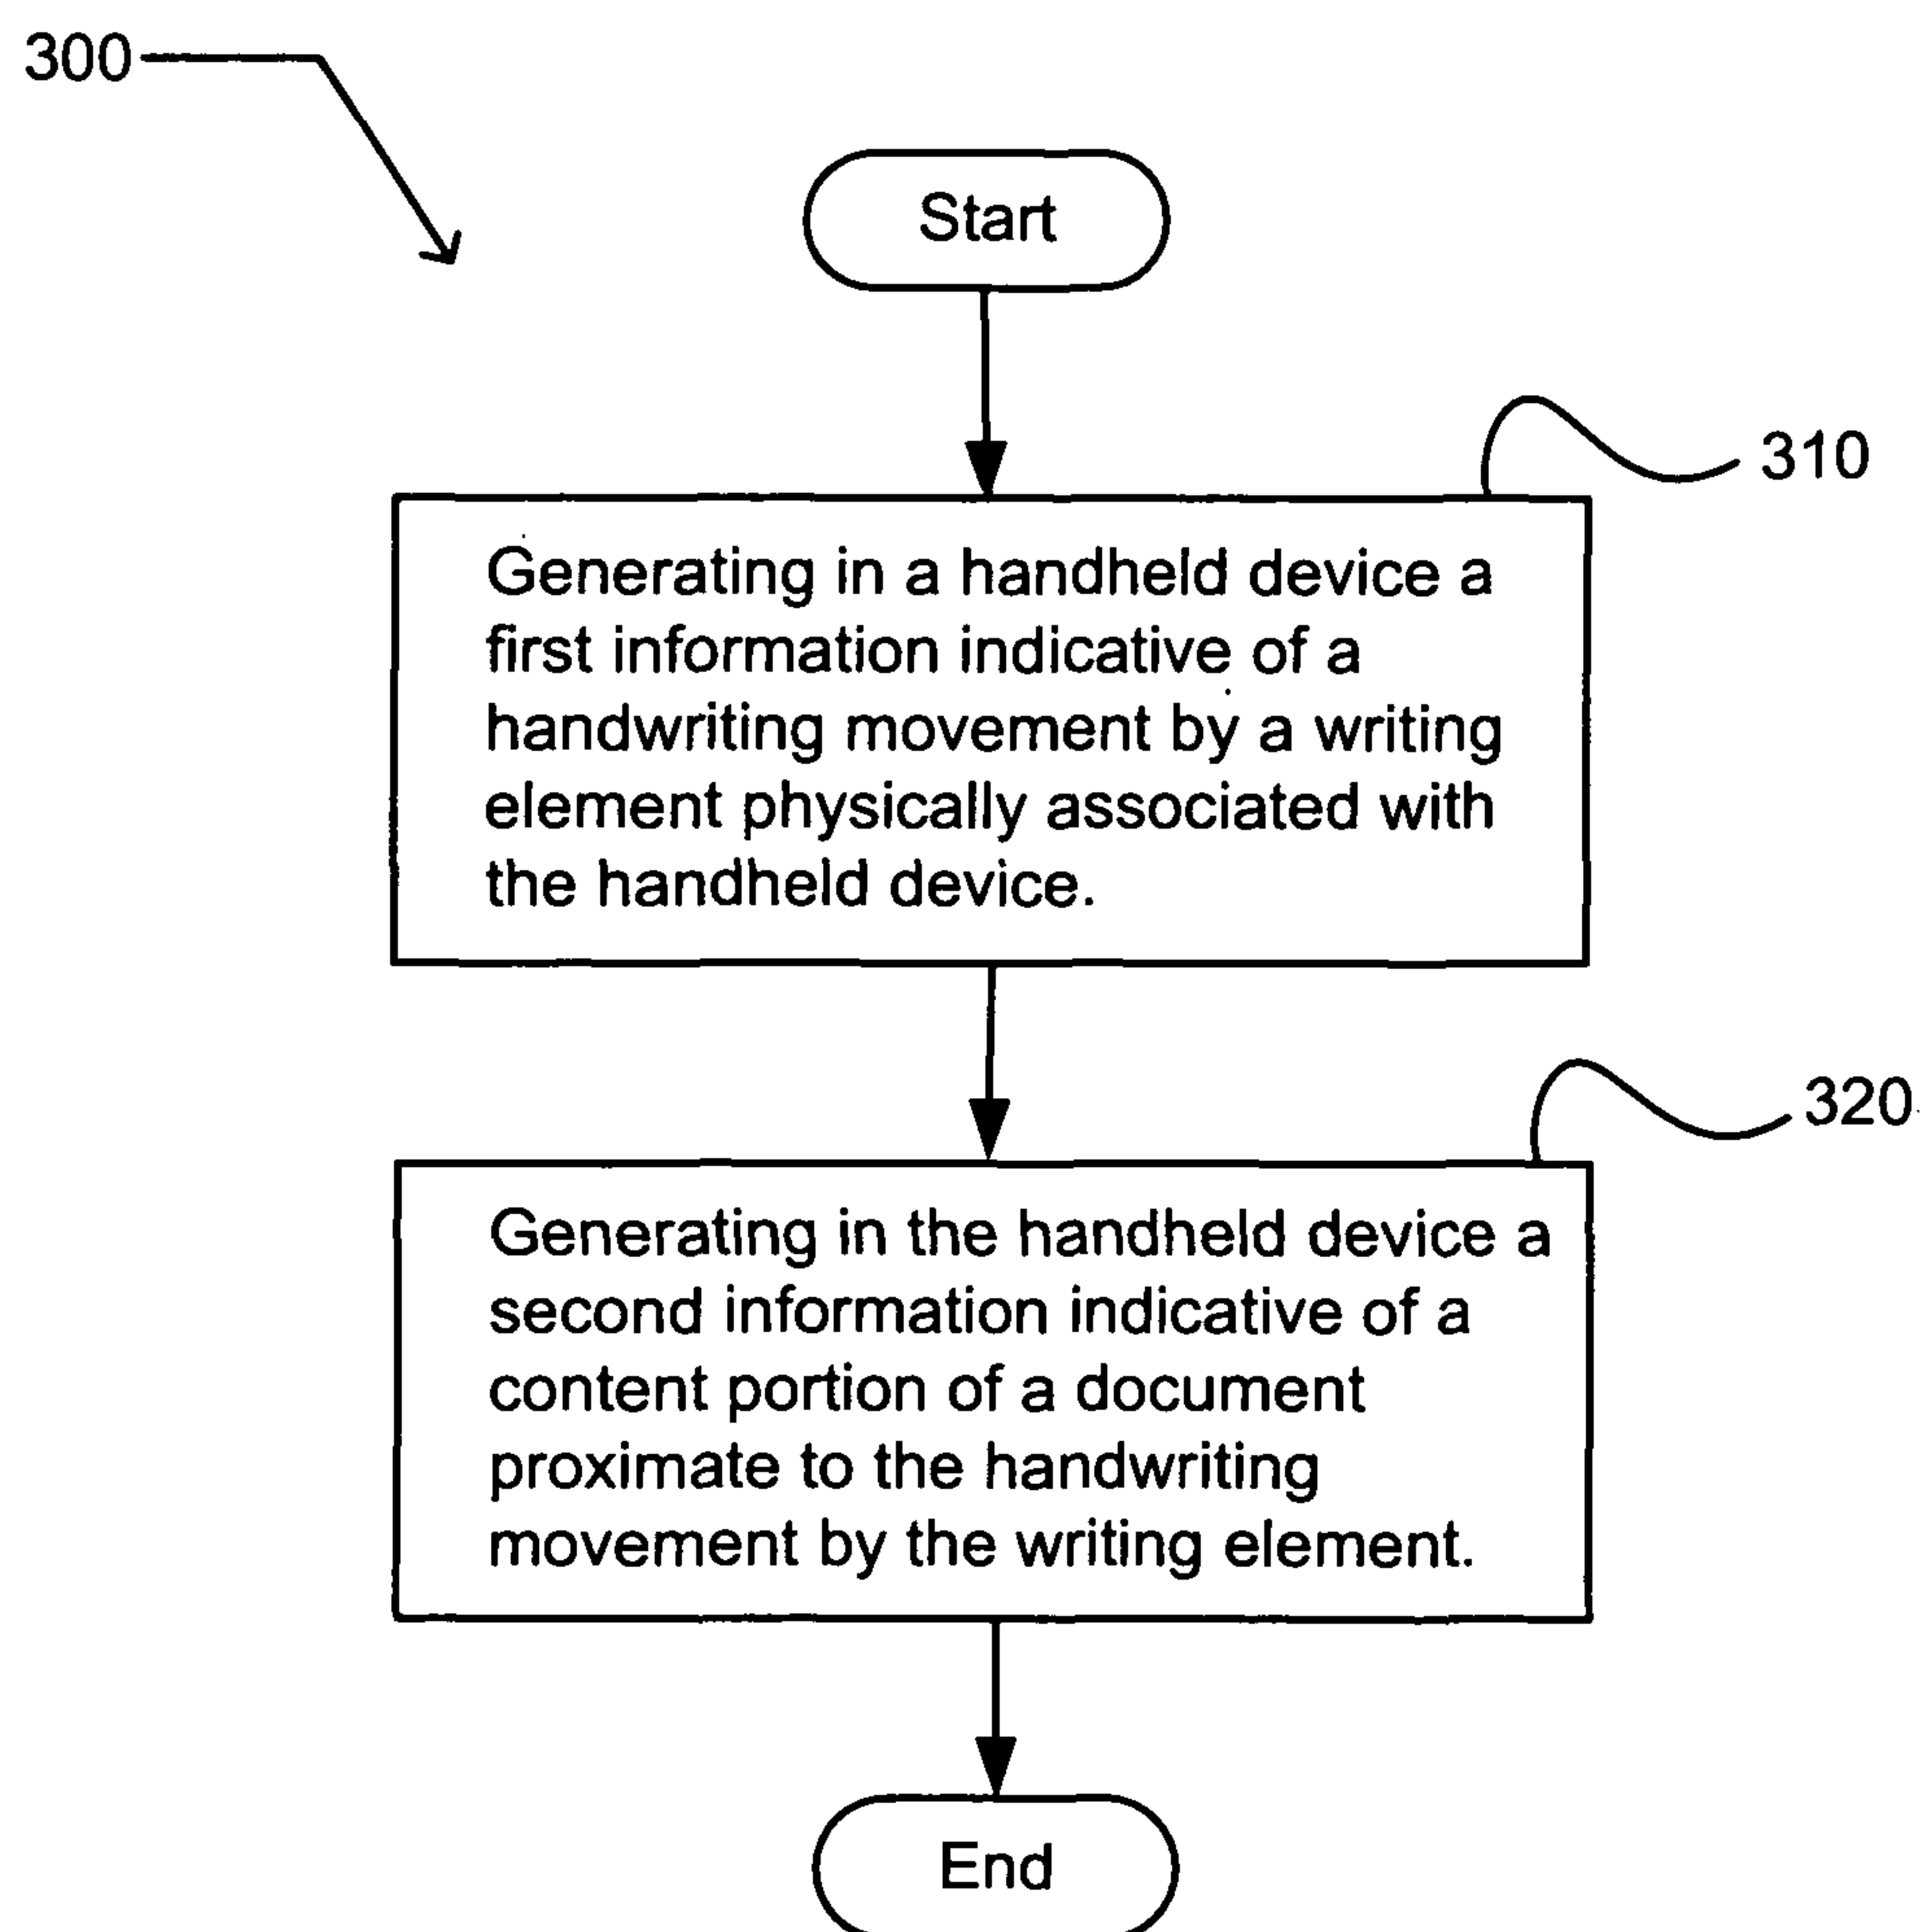 300
Start
310
Generating in a handheld device a
first information indicative of a
handwriting movement by a writing
element physically associated with
the handheld device.
320
Generating in the handheld device a
second information indicative of a
content portion of a document
proximate to the handwriting
movement by the writing element.
End